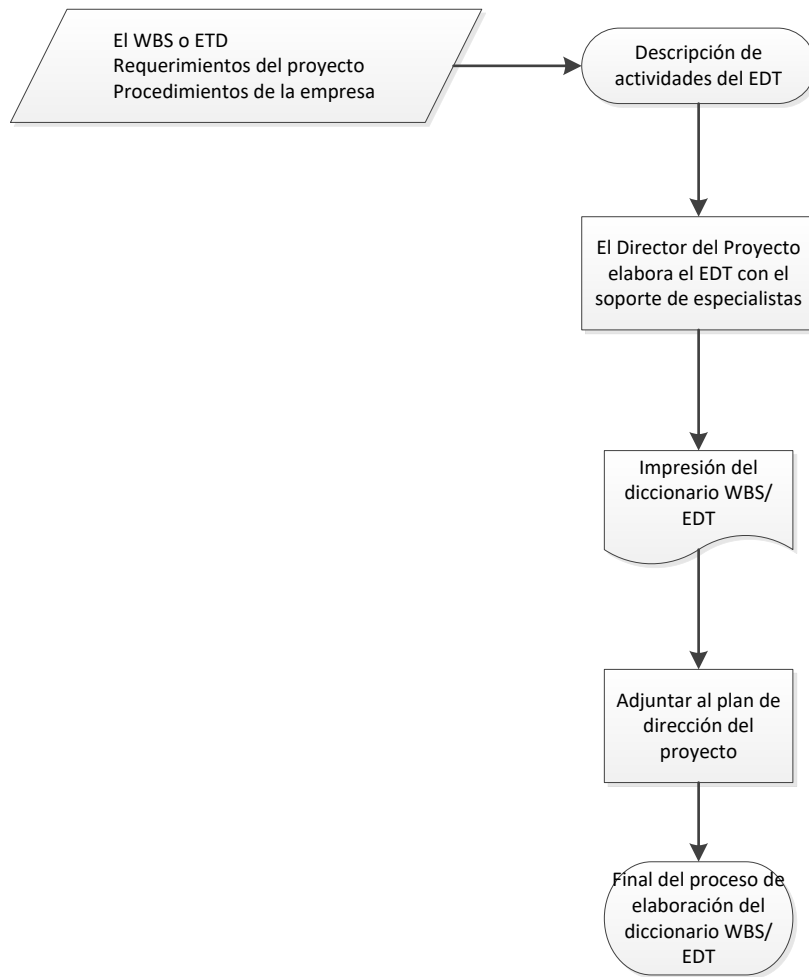 El WBS o ETD
Requerimientos del proyecto
Procedimientos de la empresa
Descripción de
actividades del EDT
El Director del Proyecto
elabora el EDT con el
soporte de especialistas
Impresión del
diccionario WBS/
EDT
Adjuntar al plan de
dirección del
proyecto
Final del proceso de
elaboración del
diccionario WBS/
EDT